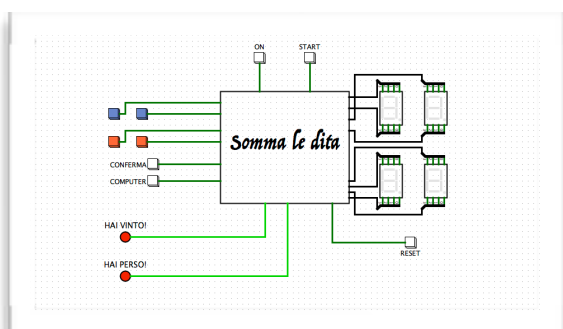 ON
START
Somma le dita
CONFERMA
COMPUTER
HAI VINTO!
HAI PERSO!
RESET